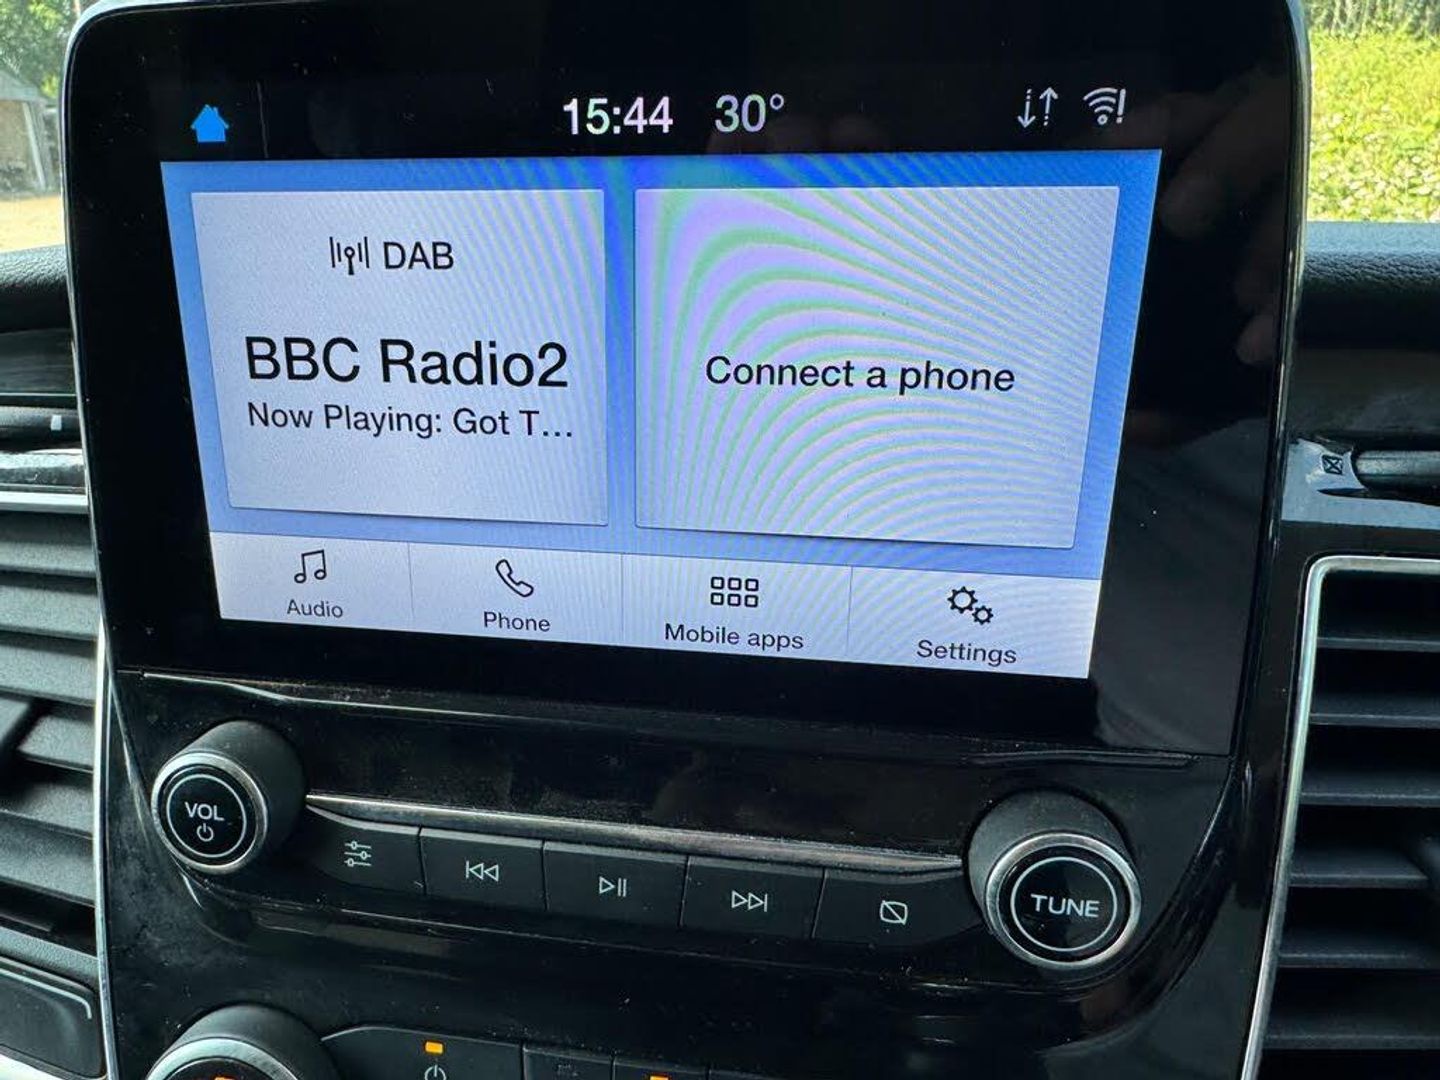 15:44 30°
DAB
BBC Radio2
Now Playing: Got T...
Connect a phone
Audio
Phone
Mobile apps
Settings
VOL
TUNE